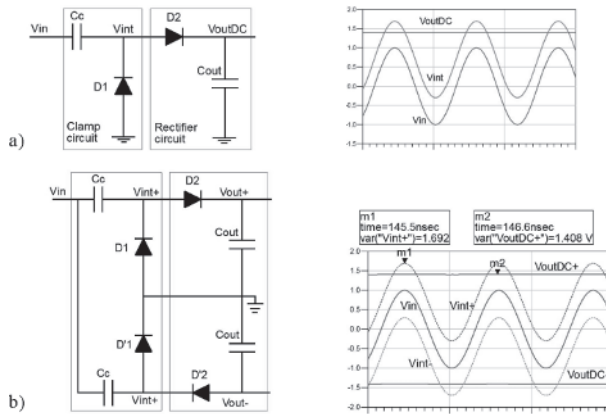 Cc
D2
Vin
Vint
VoutDC
D1
Cout
Clamp
circuit
Rectifier
circuit
a)
2.0
1.5
1.0
0.5
0.0
-0.5
-1.0
-1.5
VoutDC
Vint
Vin
Vin
Cc
Vint+
D2
Vout+
D1
Cout
D'1
Cout
Cc
D'2
Vint+
Vout-
b)
m1
time=145.5nsec
var("Vint+")=1.692
m2
time=146.6nsec
var("VoutDC+")=1.408 V
2.0
1.5
1.0
0.5
0.0
-0.5
-1.0
-1.5
-2.0
m1
m2
VoutDC+
Vin
Vint+
Vint-
VoutDC-